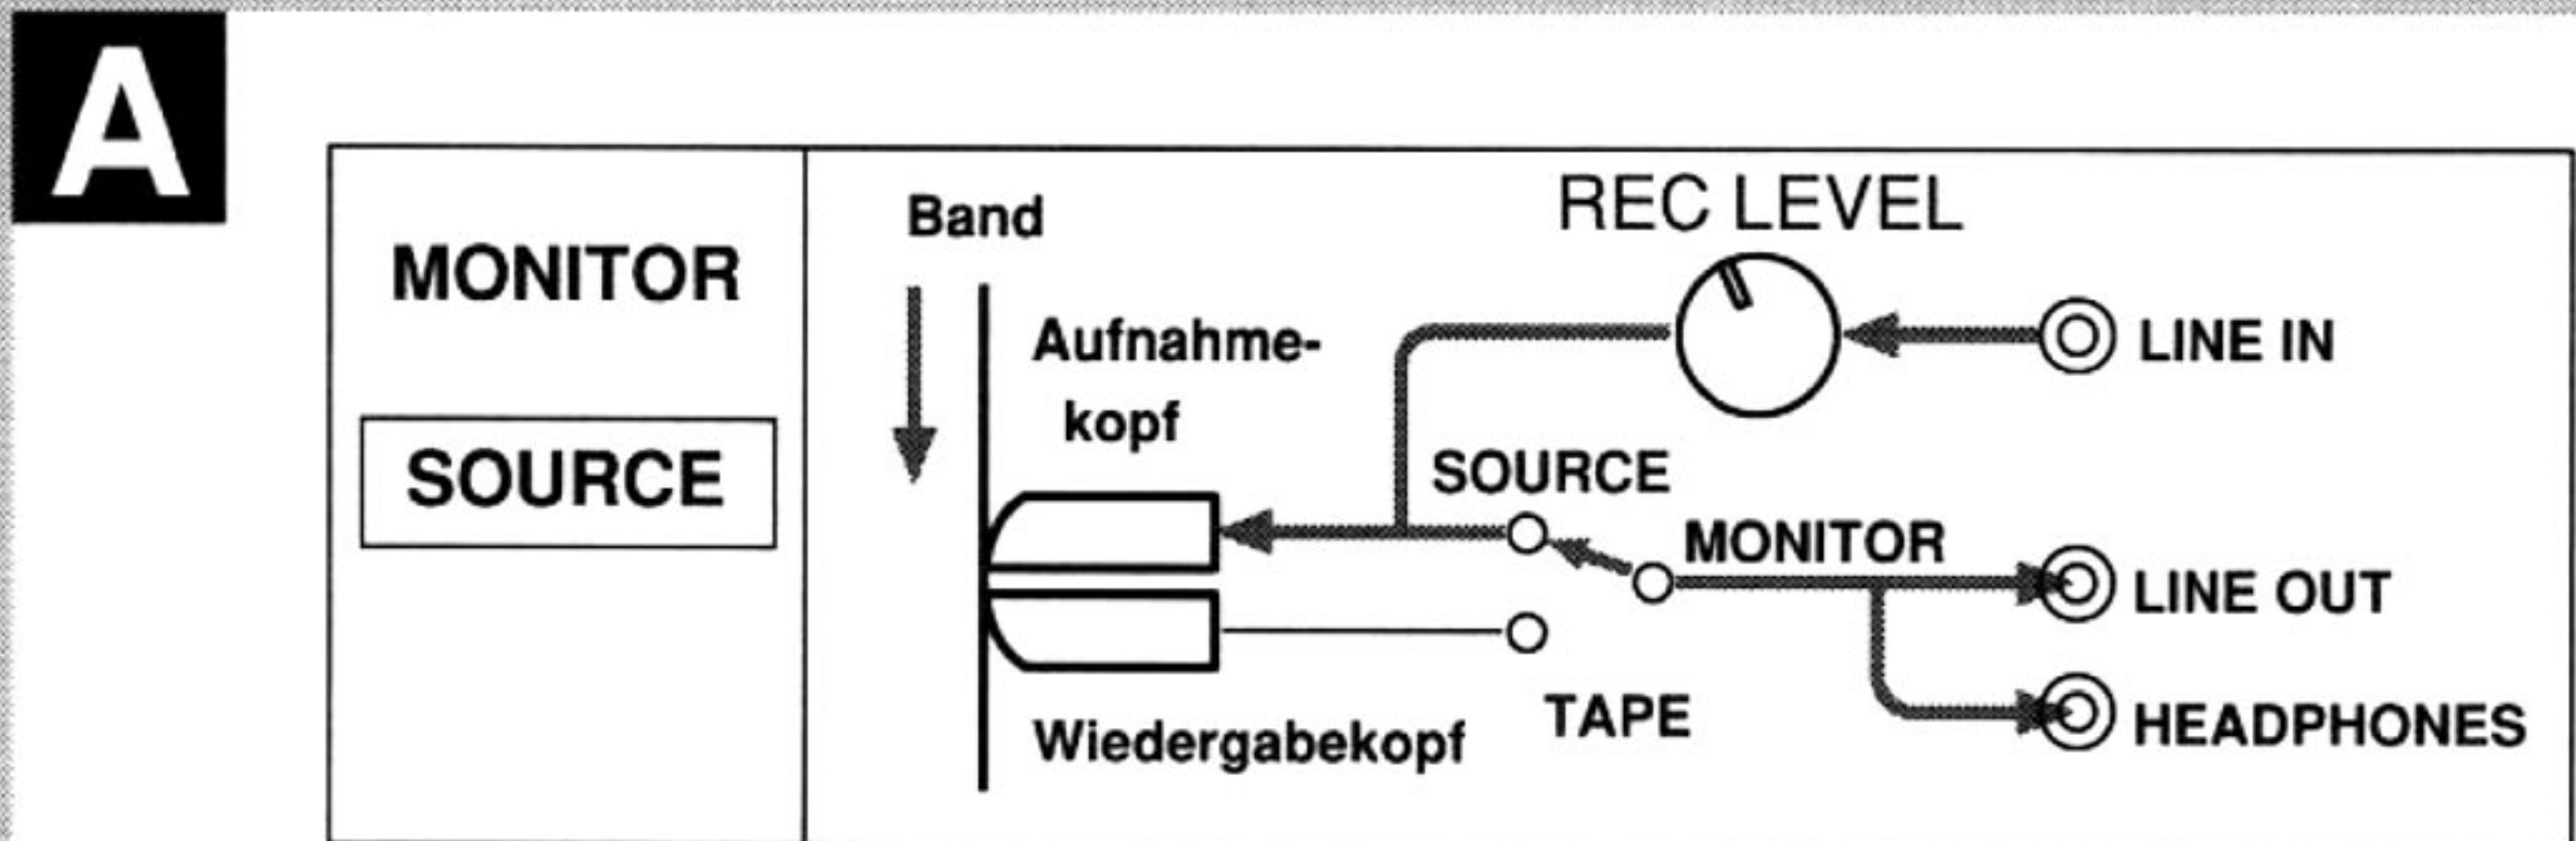 A
MONITOR
SOURCE
Band
REC LEVEL
Aufnahme-
kopf
LINE IN
SOURCE
MONITOR
LINE OUT
TAPE
HEADPHONES
Wiedergabekopf